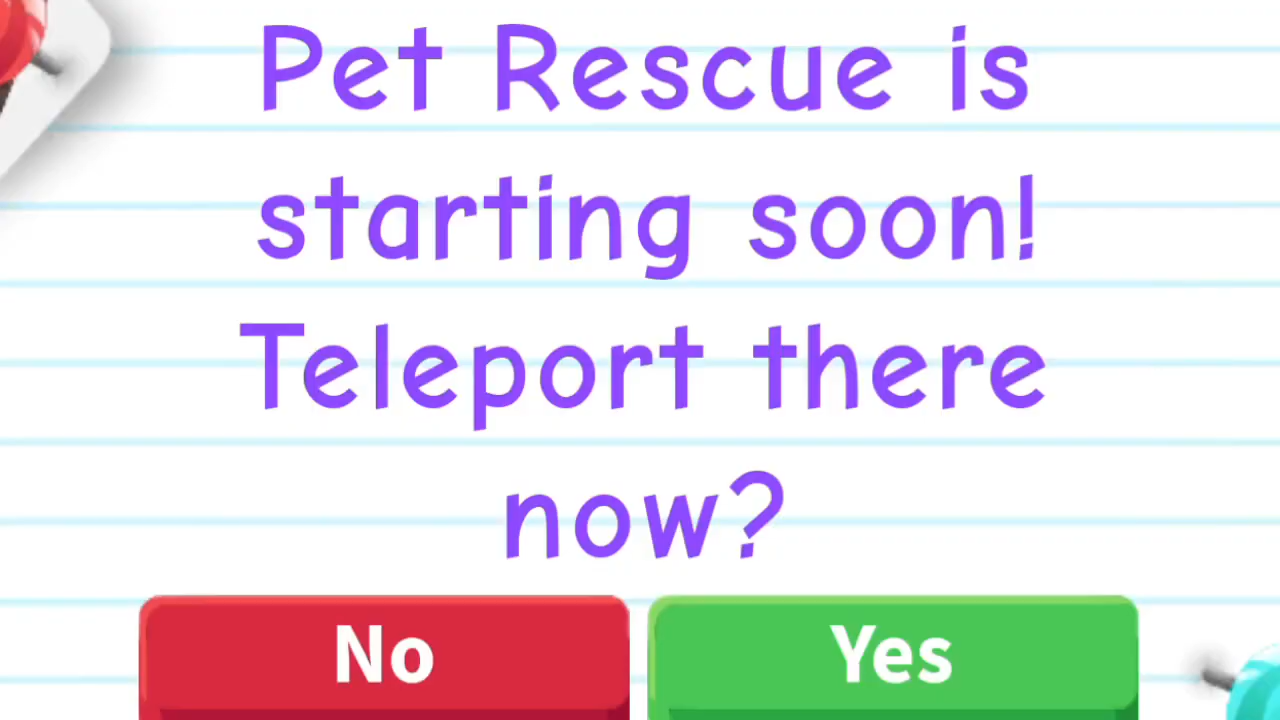 Pet Rescue is
starting soon!
Teleport there
now?
No
Yes